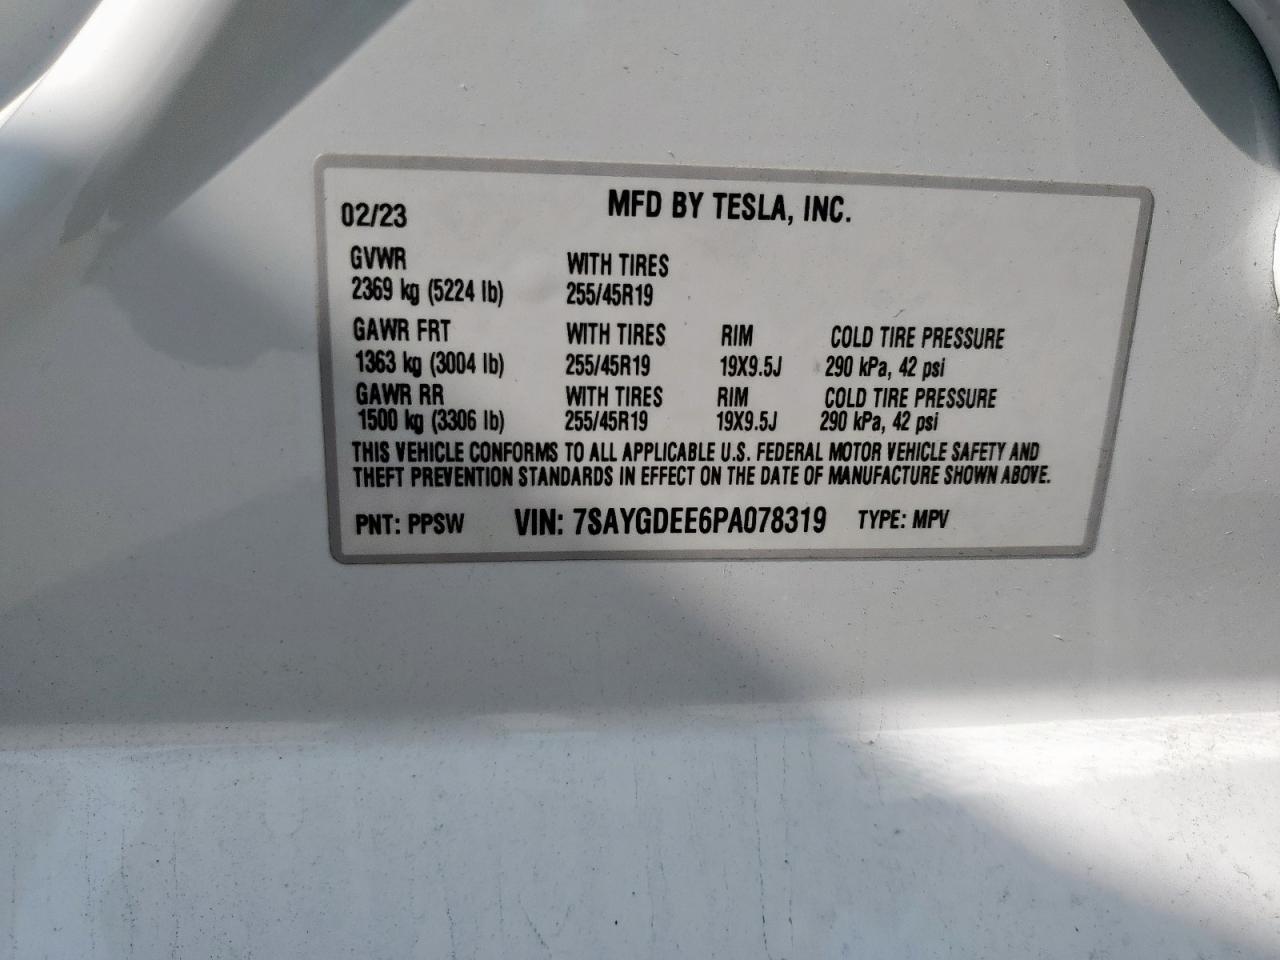 MFD BY TESLA, INC.
02/23
GVWR WITH TIRES
2369 kg (5224 lb) 255/45R19
GAWR FRT WITH TIRES RIM COLD TIRE PRESSURE
1363 kg (3004 lb) 255/45R19 19X9.5J 290 kPa, 42 psi
GAWR RR WITH TIRES RIM COLD TIRE PRESSURE
1500 kg (3306 lb) 255/45R19 19X9.5J 290 kPa, 42 psi
THIS VEHICLE CONFORMS TO ALL APPLICABLE U.S. FEDERAL MOTOR VEHICLE SAFETY AND
THEFT PREVENTION STANDARDS IN EFFECT ON THE DATE OF MANUFACTURE SHOWN ABOVE.
PNT: PPSW VIN: 7SAYGDEE6PA078319 TYPE: MPV